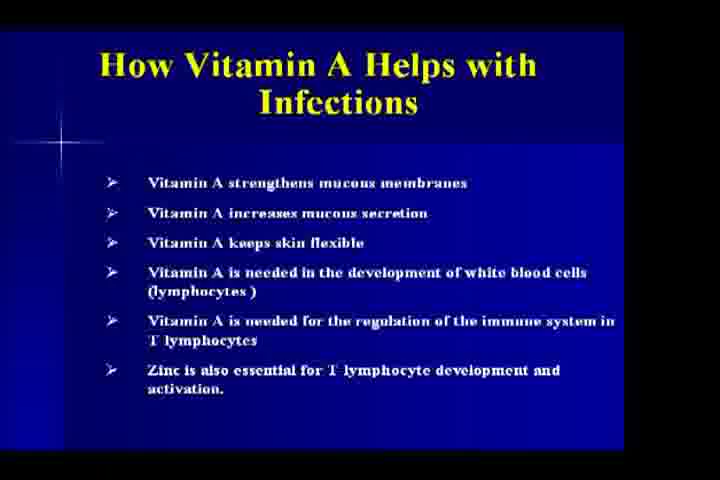 How Vitamin A Helps with
Infections
Vitamin A strengthens mucous membranes
Vitamin A increases mucous secretion
Vitamin A keeps skin flexible
Vitamin A is needed in the development of white blood cells
(lymphocytes )
Vitamin A is needed for the regulation of the immune system in
T lymphocytes
Zinc is also essential for T lymphocyte development and
activation.